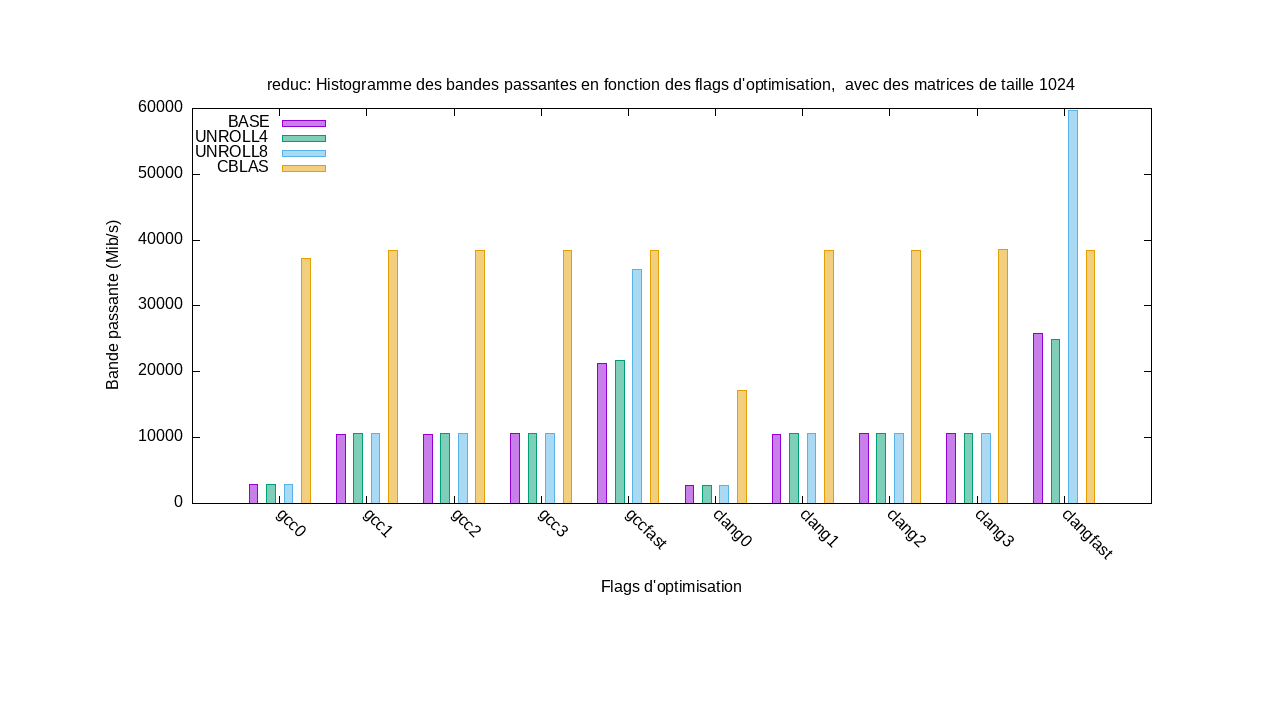 reduc: Histogramme des bandes passantes en fonction des flags d'optimisation,  avec des matrices de taille 1024
60000
50000
40000
30000
20000
10000
0
Bande passante (Mib/s)
BASE
UNROLL4
UNROLL8
CBLAS
gcc0
gcc1
gcc2
gcc3
gccfast
clang0
clang1
clang2
clang3
clangfast
Flags d'optimisation